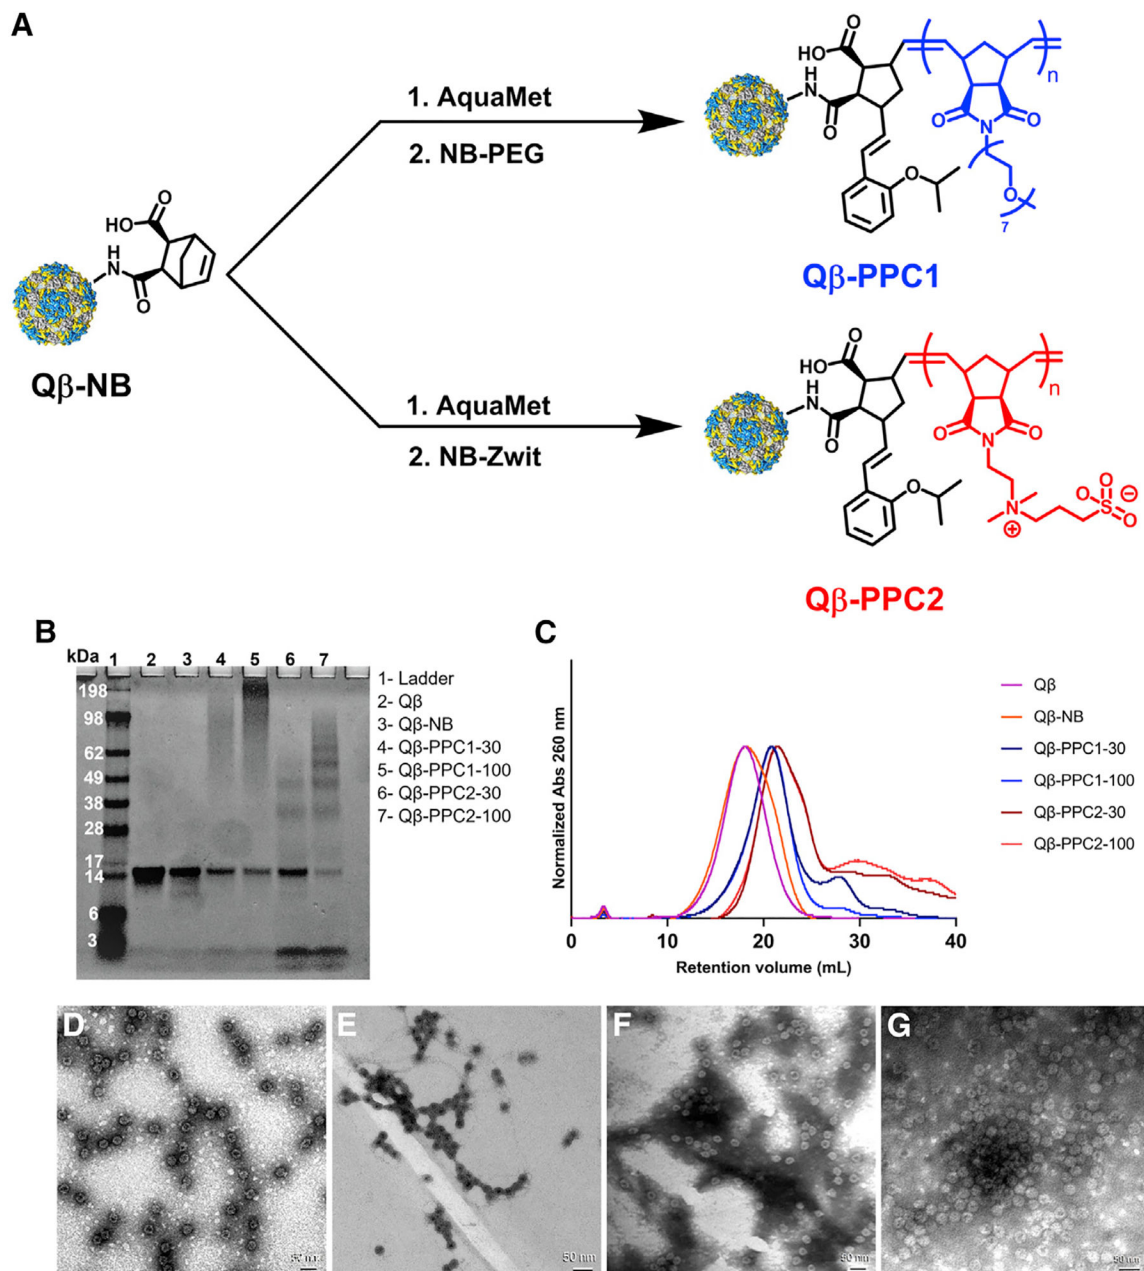 A
1. AquaMet
2. NB-PEG
HO
O
H
N
O
O
n
O
N
O
O
O
7
Qβ-PPC1
HO
O
H
N
O
Qβ-NB
1. AquaMet
2. NB-Zwit
HO
O
H
N
O
O
n
O
N
O
N
⊕
O
S
O
O
⊖
Qβ-PPC2
B
kDa 1 2 3 4 5 6 7
198
98
62
49
38
28
17
14
6
3
1- Ladder
2- Qβ
3- Qβ-NB
4- Qβ-PPC1-30
5- Qβ-PPC1-100
6- Qβ-PPC2-30
7- Qβ-PPC2-100
C
Normalized Abs 260 nm
0 10 20 30 40
Retention volume (mL)
Qβ
Qβ-NB
Qβ-PPC1-30
Qβ-PPC1-100
Qβ-PPC2-30
Qβ-PPC2-100
D
50 nm
E
50 nm
F
50 nm
G
50 nm